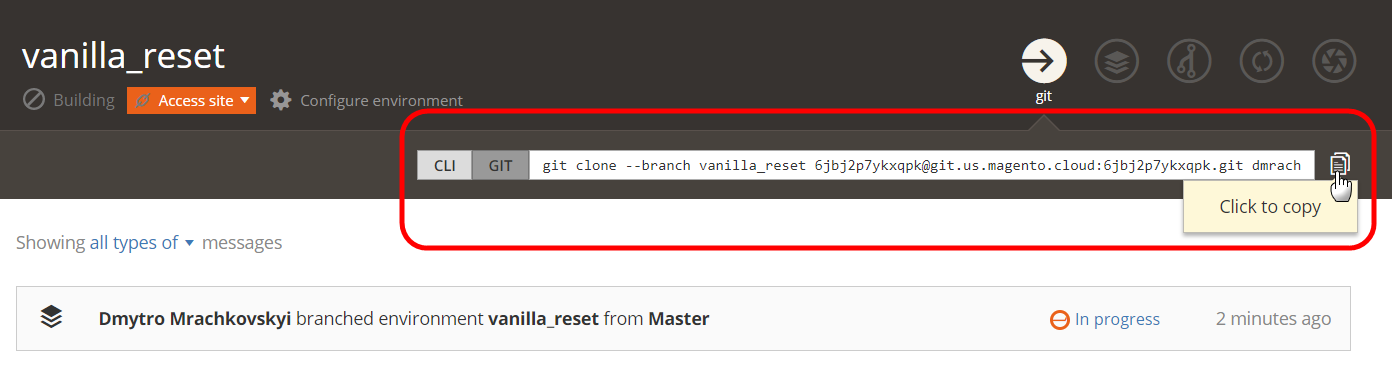 vanilla_reset
Building Access site Configure environment
git
CLI GIT git clone --branch vanilla_reset 6jbj2p7ykxqpk@git.us.magento.cloud:6jbj2p7ykxqpk.git dmrach
Click to copy
Showing all types of messages
Dmytro Mrachkovskyi branched environment vanilla_reset from Master In progress 2 minutes ago